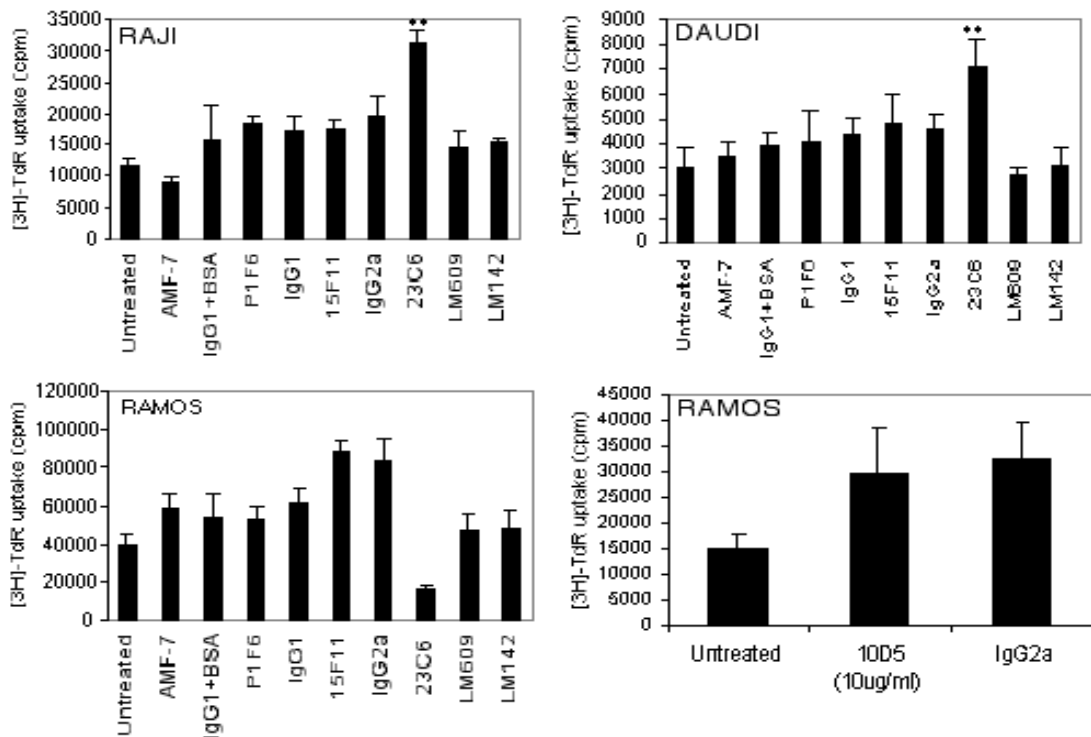 RAJI
[3H]-TdR uptake (cpm)
35000
30000
25000
20000
15000
10000
5000
0
**
Untreated
AMF-7
IgG1+BSA
P1F6
IgG1
15F11
IgG2a
23C6
LM609
LM142
DAUDI
[3H]-TdR uptake (cpm)
9000
8000
7000
6000
5000
4000
3000
2000
1000
0
**
Untreated
AMF-7
IgG1+BSA
P1F6
IgG1
15F11
IgG2a
23C6
LM609
LM142
RAMOS
[3H]-TdR uptake (cpm)
120000
100000
80000
60000
40000
20000
0
Untreated
AMF-7
IgG1+BSA
P1F6
IgG1
15F11
IgG2a
23C6
LM609
LM142
RAMOS
[3H]-TdR uptake (cpm)
45000
40000
35000
30000
25000
20000
15000
10000
5000
0
Untreated
10D5
(10ug/ml)
IgG2a